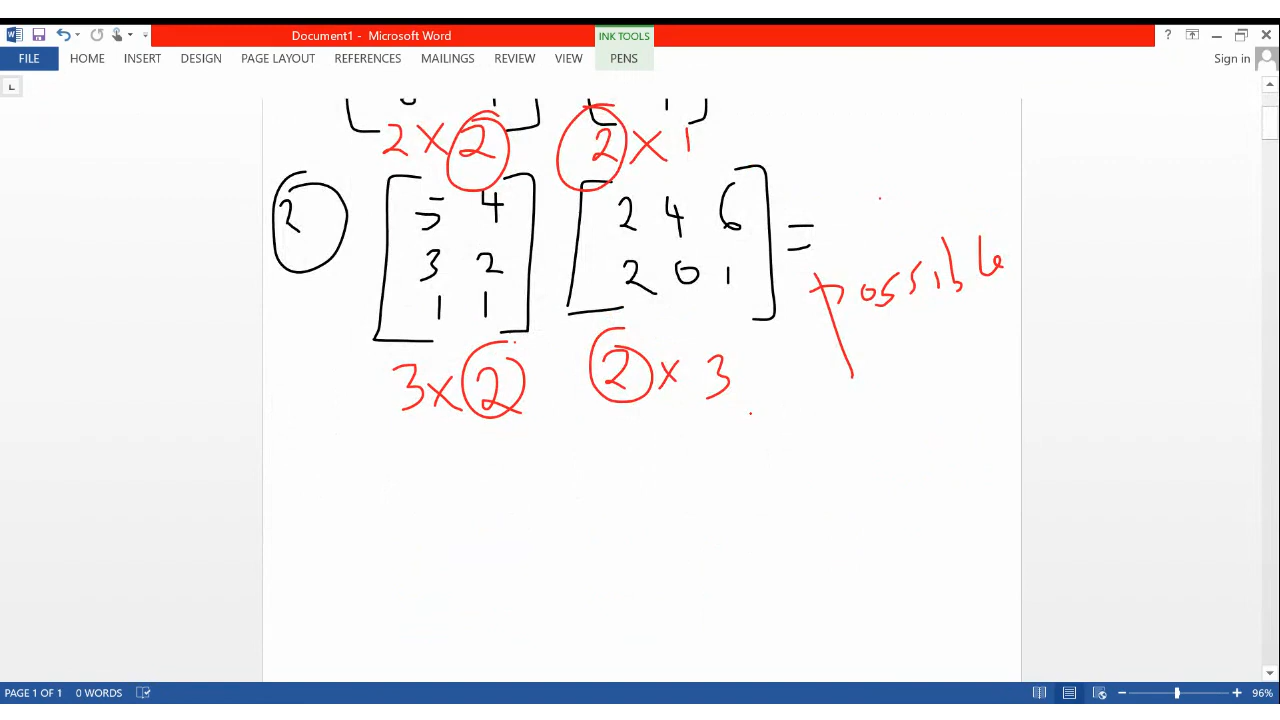 Document1 - Microsoft Word
INK TOOLS
?
FILE HOME INSERT DESIGN PAGE LAYOUT REFERENCES MAILINGS REVIEW VIEW PENS
Sign in
2 X 2 2 X 1
2
5 4 2 4 6 =
3 2 2 0 1 possible
1 1
3 x 2 2 x 3
PAGE 1 OF 1 0 WORDS 96%